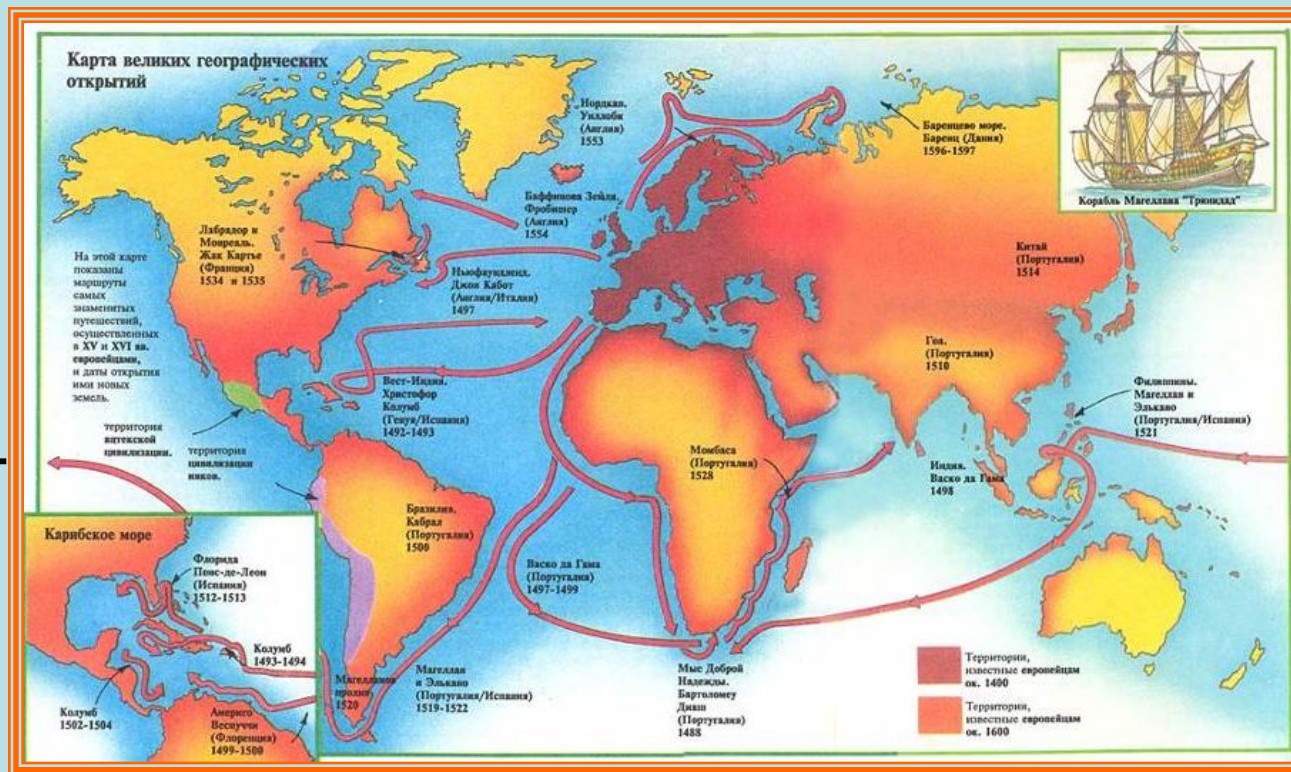 Карта великих географических
открытий
Нордкап.
Уиллоби
(Англия)
1553
Баренцево море.
Баренц (Дания)
1596-1597
Корабль Магеллана "Тринидад"
Баффинова Земля.
Фробишер
(Англия)
1554
Лабрадор и
Монреаль.
Жак Картье
(Франция)
1534 и 1535
Китай
(Португалия)
1514
На этой карте
показаны
маршруты
самых
знаменитых
путешествий,
осуществленных
в XV и XVI вв.
европейцами,
и даты открытия
ими новых
земель.
Ньюфаундленд.
Джон Кабот
(Англия/Италия)
1497
Гоа.
(Португалия)
1510
Вест-Индия.
Христофор
Колумб
(Генуя/Испания)
1492-1493
Филиппины.
Магеллан и
Элькано
(Португалия/Испания)
1521
территория
ацтекской
цивилизации.
территория
цивилизации
инков.
Момбаса
(Португалия)
1528
Индия.
Васко да Гама
1498
Бразилия.
Кабрал
(Португалия)
1500
Васко да Гама
(Португалия)
1497-1499
Карибское море
Флорида
Понс-де-Леон
(Испания)
1512-1513
Колумб
1493-1494
Колумб
1502-1504
Америго
Веспуччи
(Флоренция)
1499-1500
Магелланов
пролив
1520
Магеллан
и Элькано
(Португалия/Испания)
1519-1522
Мыс Доброй
Надежды.
Бартоломеу
Диаш
(Португалия)
1488
Территории,
известные европейцам
ок. 1400
Территории,
известные европейцам
ок. 1600